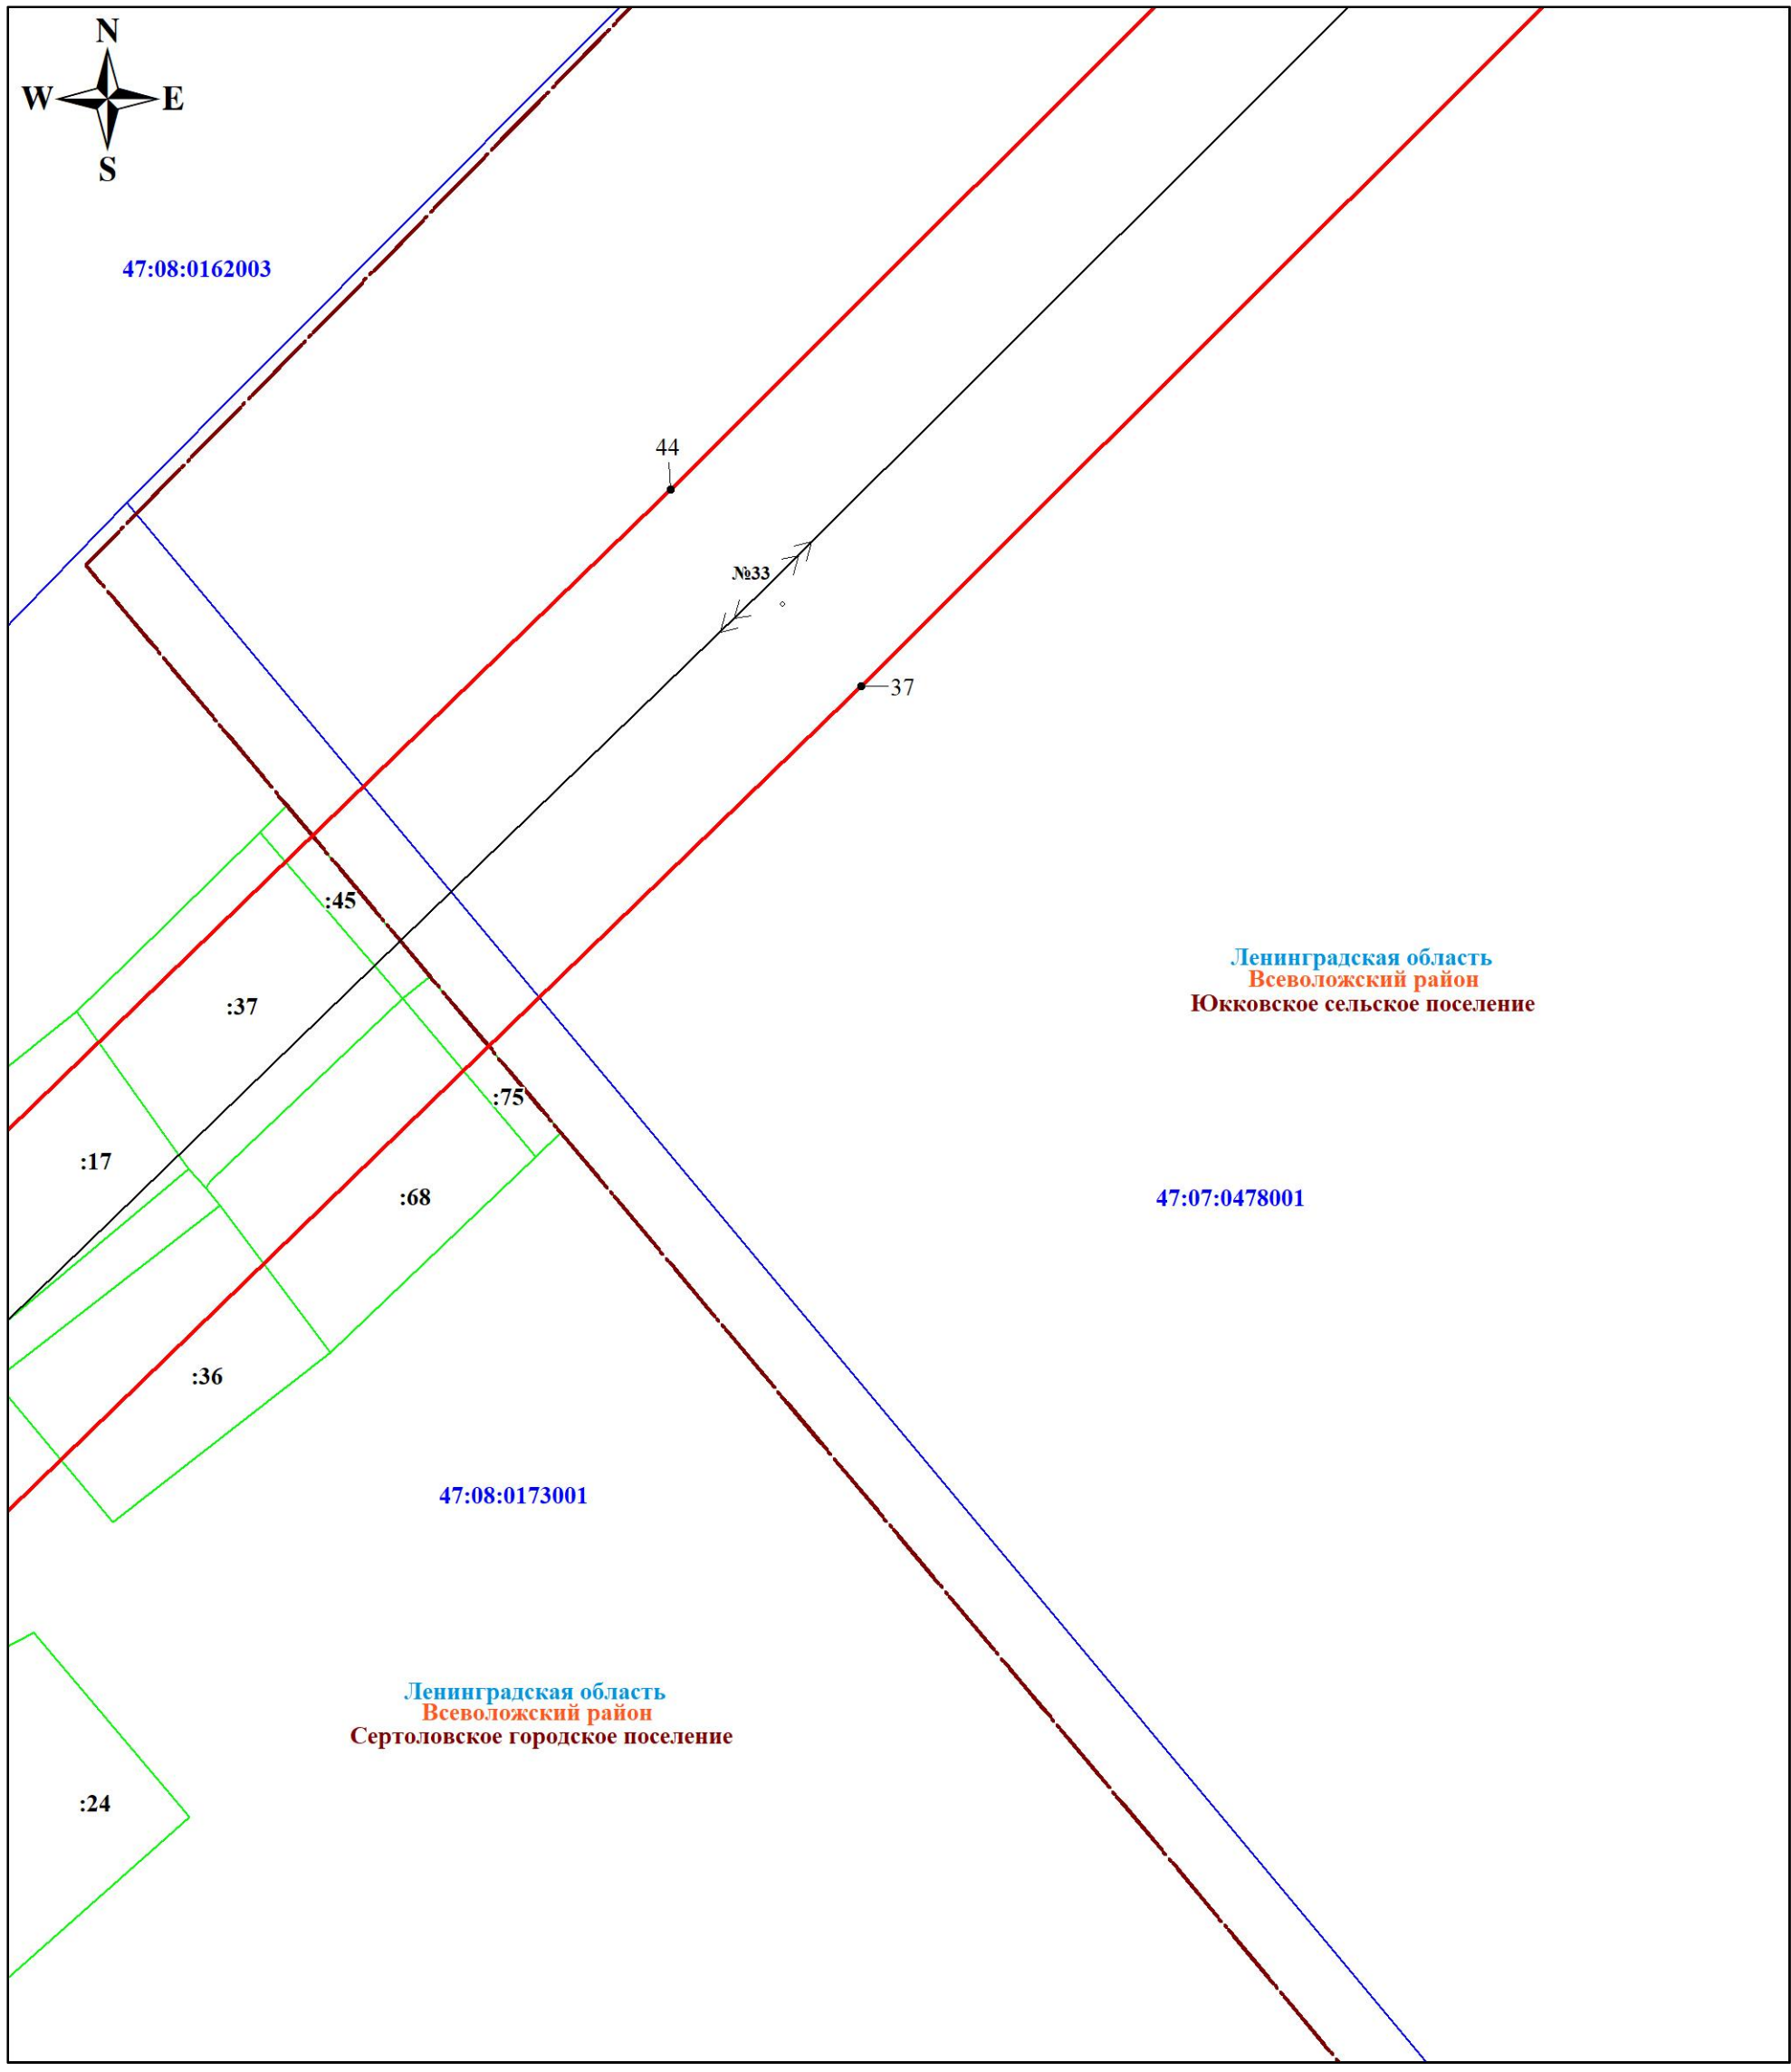 N
W E
S
47:08:0162003
44
№33
37
:45
Ленинградская область
Всеволожский район
Юкковское сельское поселение
:37
:75
:17
:68
47:07:0478001
:36
47:08:0173001
Ленинградская область
Всеволожский район
Сертоловское городское поселение
:24